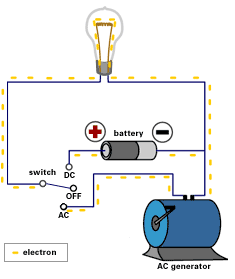 +
battery
−
DC
switch
OFF
AC
electron
AC generator